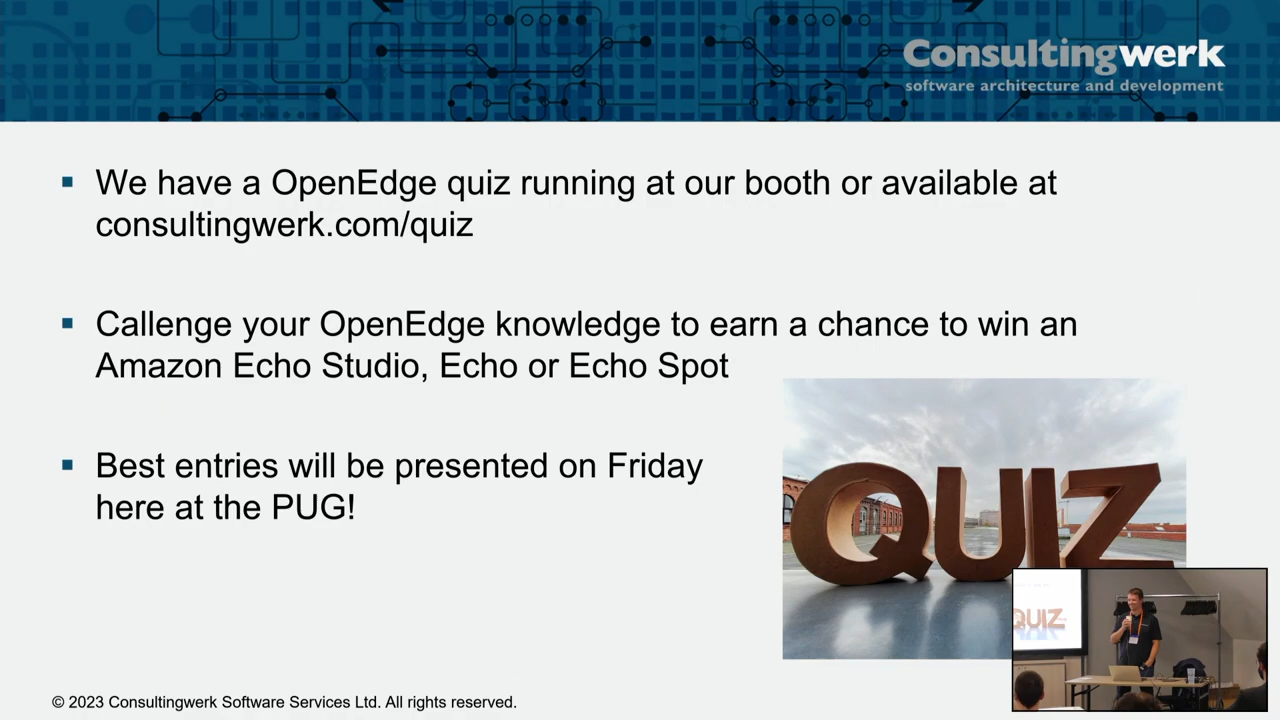 Consultingwerk
software architecture and development
We have a OpenEdge quiz running at our booth or available at
consultingwerk.com/quiz
Callenge your OpenEdge knowledge to earn a chance to win an
Amazon Echo Studio, Echo or Echo Spot
Best entries will be presented on Friday
here at the PUG!
QUIZ
QUIZ
© 2023 Consultingwerk Software Services Ltd. All rights reserved.